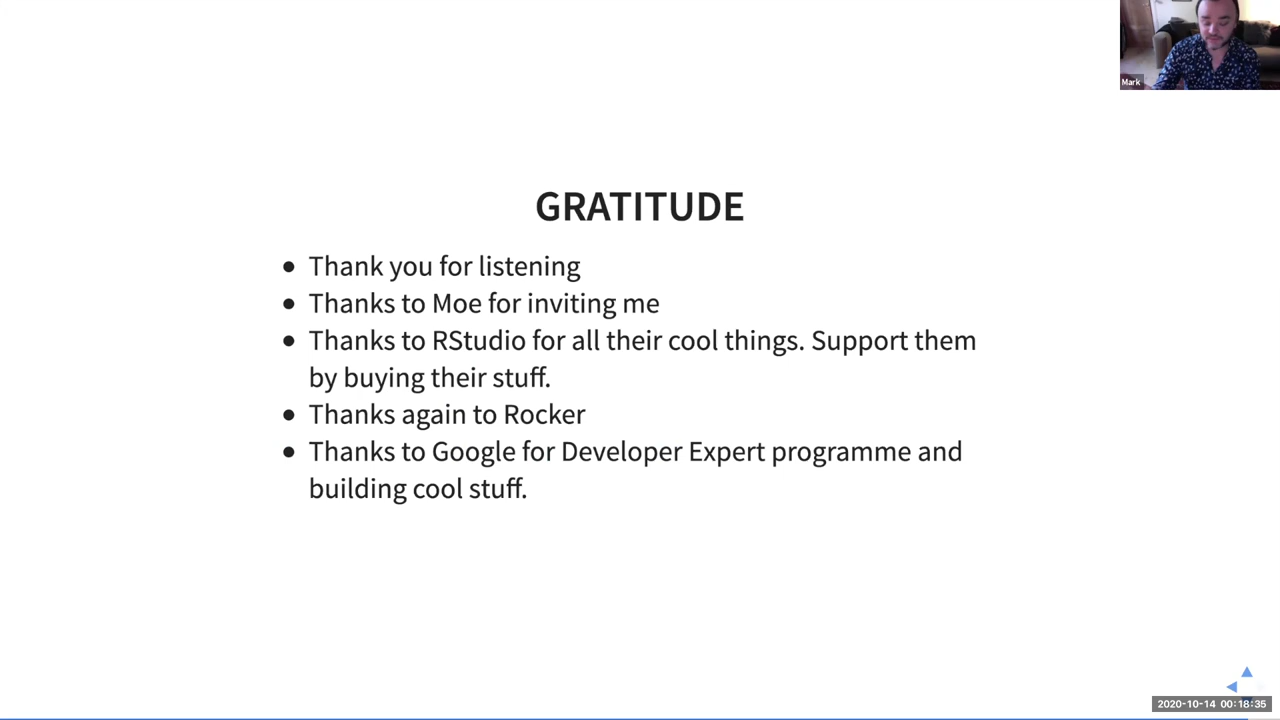 Mark
GRATITUDE
• Thank you for listening
• Thanks to Moe for inviting me
• Thanks to RStudio for all their cool things. Support them
by buying their stuff.
• Thanks again to Rocker
• Thanks to Google for Developer Expert programme and
building cool stuff.
2020-10-14 00:18:35